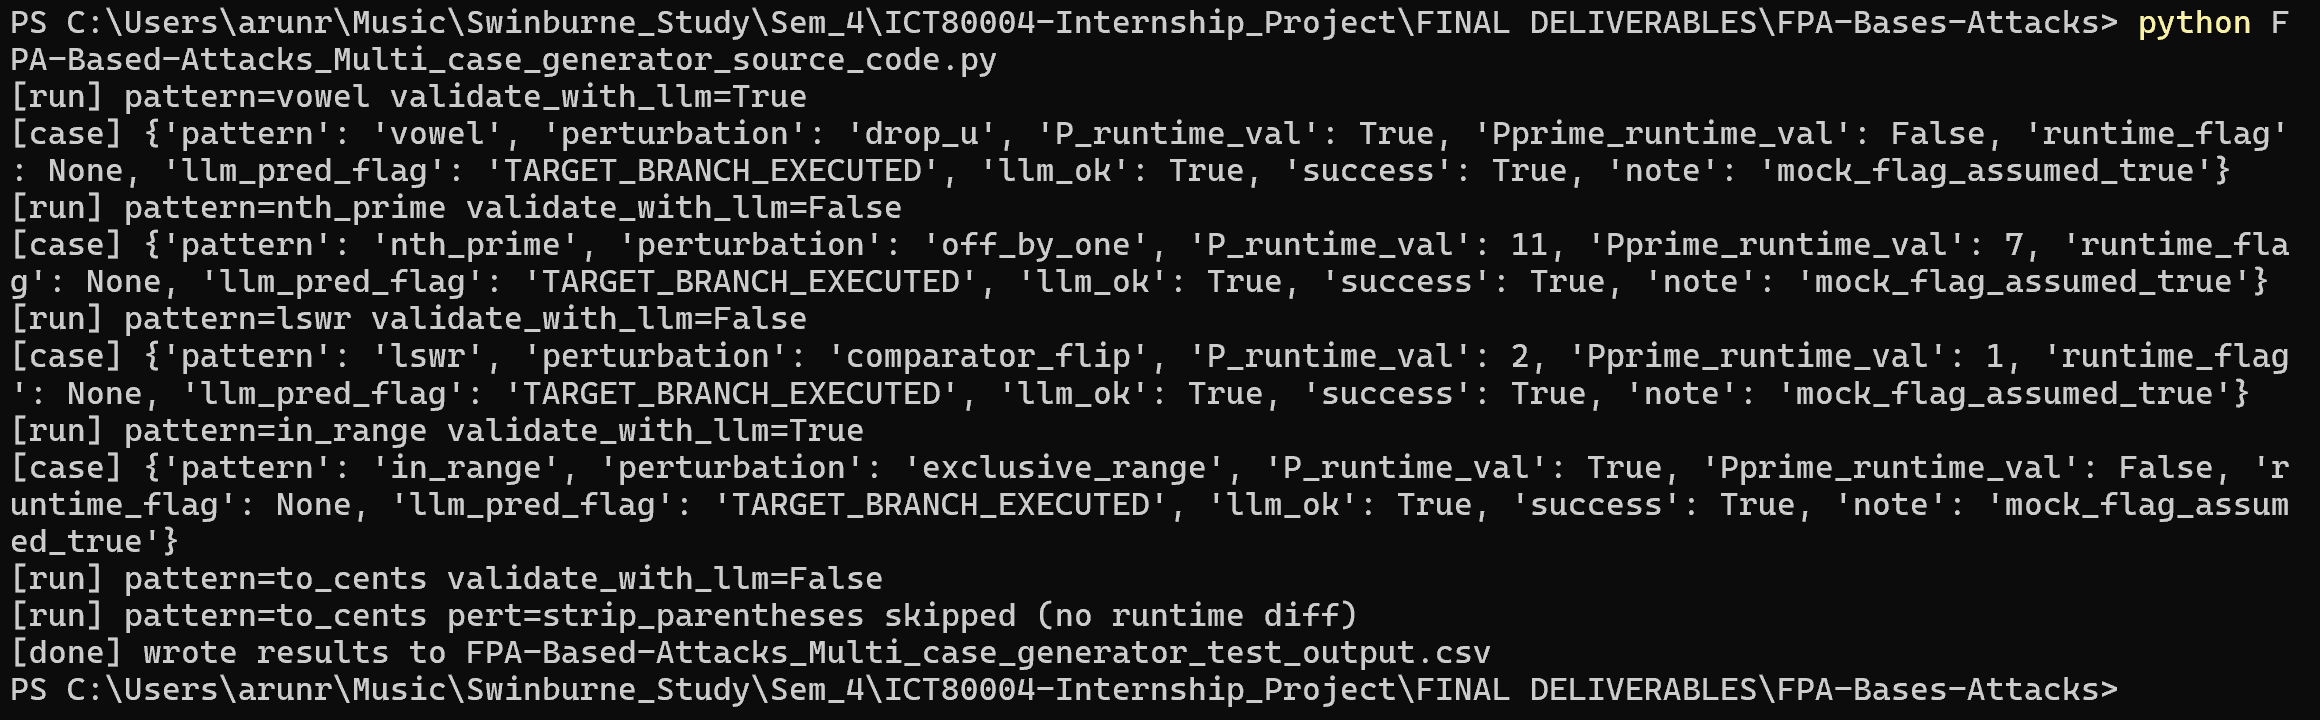 PS C:\Users\arunr\Music\Swinburne_Study\Sem_4\ICT80004-Internship_Project\FINAL DELIVERABLES\FPA-Bases-Attacks> python F
PA-Based-Attacks_Multi_case_generator_source_code.py
[run] pattern=vowel validate_with_llm=True
[case] {'pattern': 'vowel', 'perturbation': 'drop_u', 'P_runtime_val': True, 'Pprime_runtime_val': False, 'runtime_flag'
: None, 'llm_pred_flag': 'TARGET_BRANCH_EXECUTED', 'llm_ok': True, 'success': True, 'note': 'mock_flag_assumed_true'}
[run] pattern=nth_prime validate_with_llm=False
[case] {'pattern': 'nth_prime', 'perturbation': 'off_by_one', 'P_runtime_val': 11, 'Pprime_runtime_val': 7, 'runtime_fla
g': None, 'llm_pred_flag': 'TARGET_BRANCH_EXECUTED', 'llm_ok': True, 'success': True, 'note': 'mock_flag_assumed_true'}
[run] pattern=lswr validate_with_llm=False
[case] {'pattern': 'lswr', 'perturbation': 'comparator_flip', 'P_runtime_val': 2, 'Pprime_runtime_val': 1, 'runtime_flag
': None, 'llm_pred_flag': 'TARGET_BRANCH_EXECUTED', 'llm_ok': True, 'success': True, 'note': 'mock_flag_assumed_true'}
[run] pattern=in_range validate_with_llm=True
[case] {'pattern': 'in_range', 'perturbation': 'exclusive_range', 'P_runtime_val': True, 'Pprime_runtime_val': False, 'r
untime_flag': None, 'llm_pred_flag': 'TARGET_BRANCH_EXECUTED', 'llm_ok': True, 'success': True, 'note': 'mock_flag_assum
ed_true'}
[run] pattern=to_cents validate_with_llm=False
[run] pattern=to_cents pert=strip_parentheses skipped (no runtime diff)
[done] wrote results to FPA-Based-Attacks_Multi_case_generator_test_output.csv
PS C:\Users\arunr\Music\Swinburne_Study\Sem_4\ICT80004-Internship_Project\FINAL DELIVERABLES\FPA-Bases-Attacks>